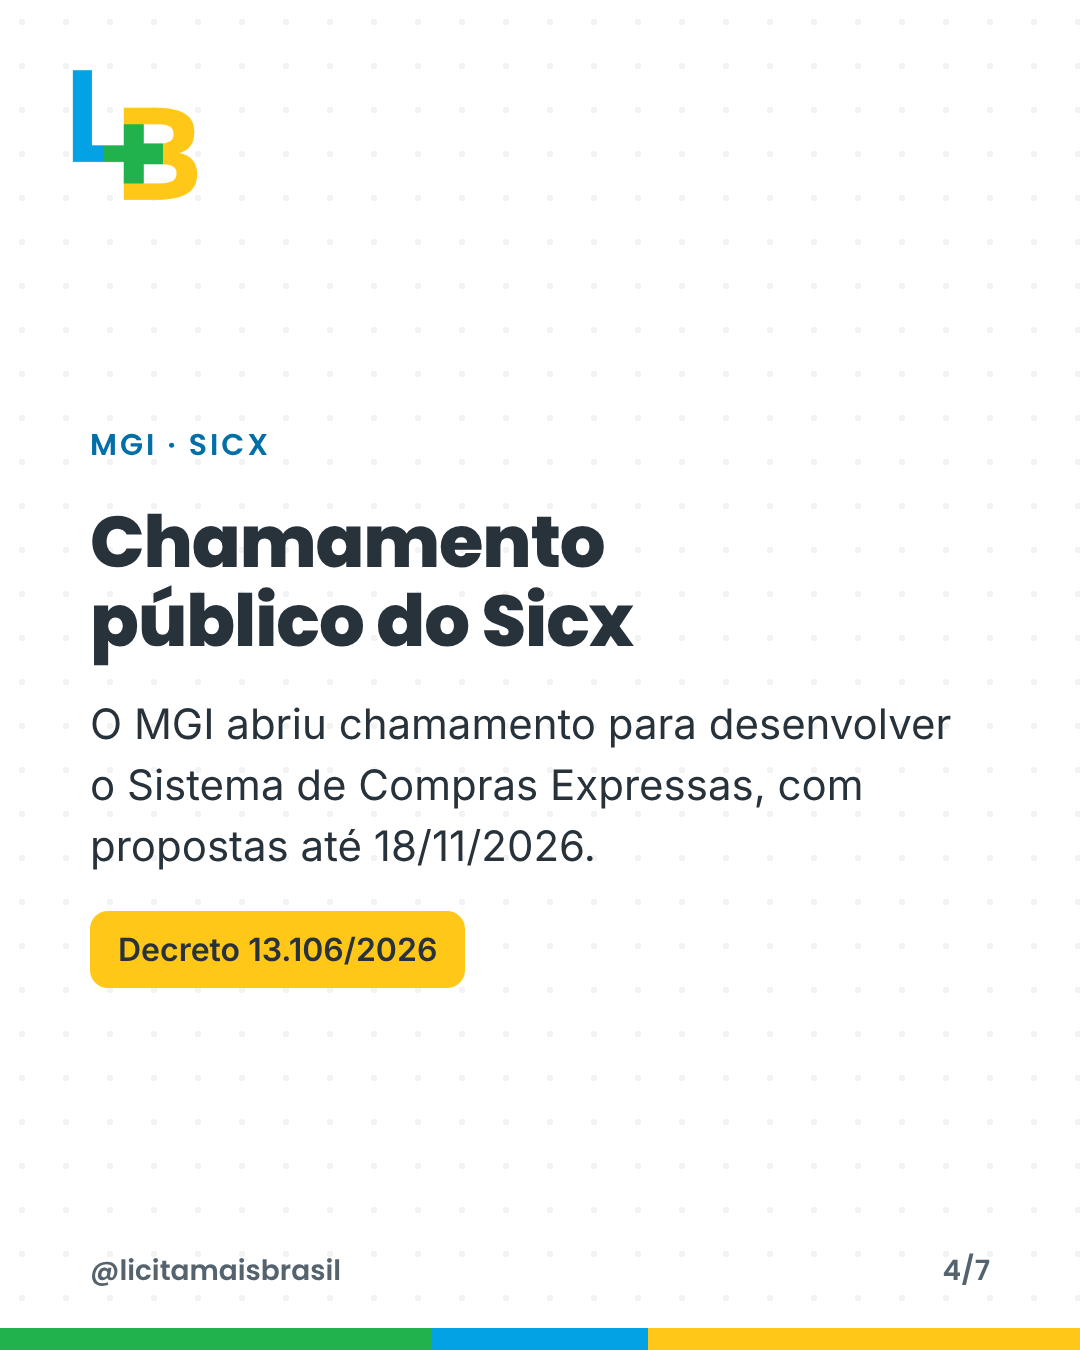 L+B
MGI · SICX
Chamamento
público do Sicx
O MGI abriu chamamento para desenvolver
o Sistema de Compras Expressas, com
propostas até 18/11/2026.
Decreto 13.106/2026
@licitamaisbrasil
4/7